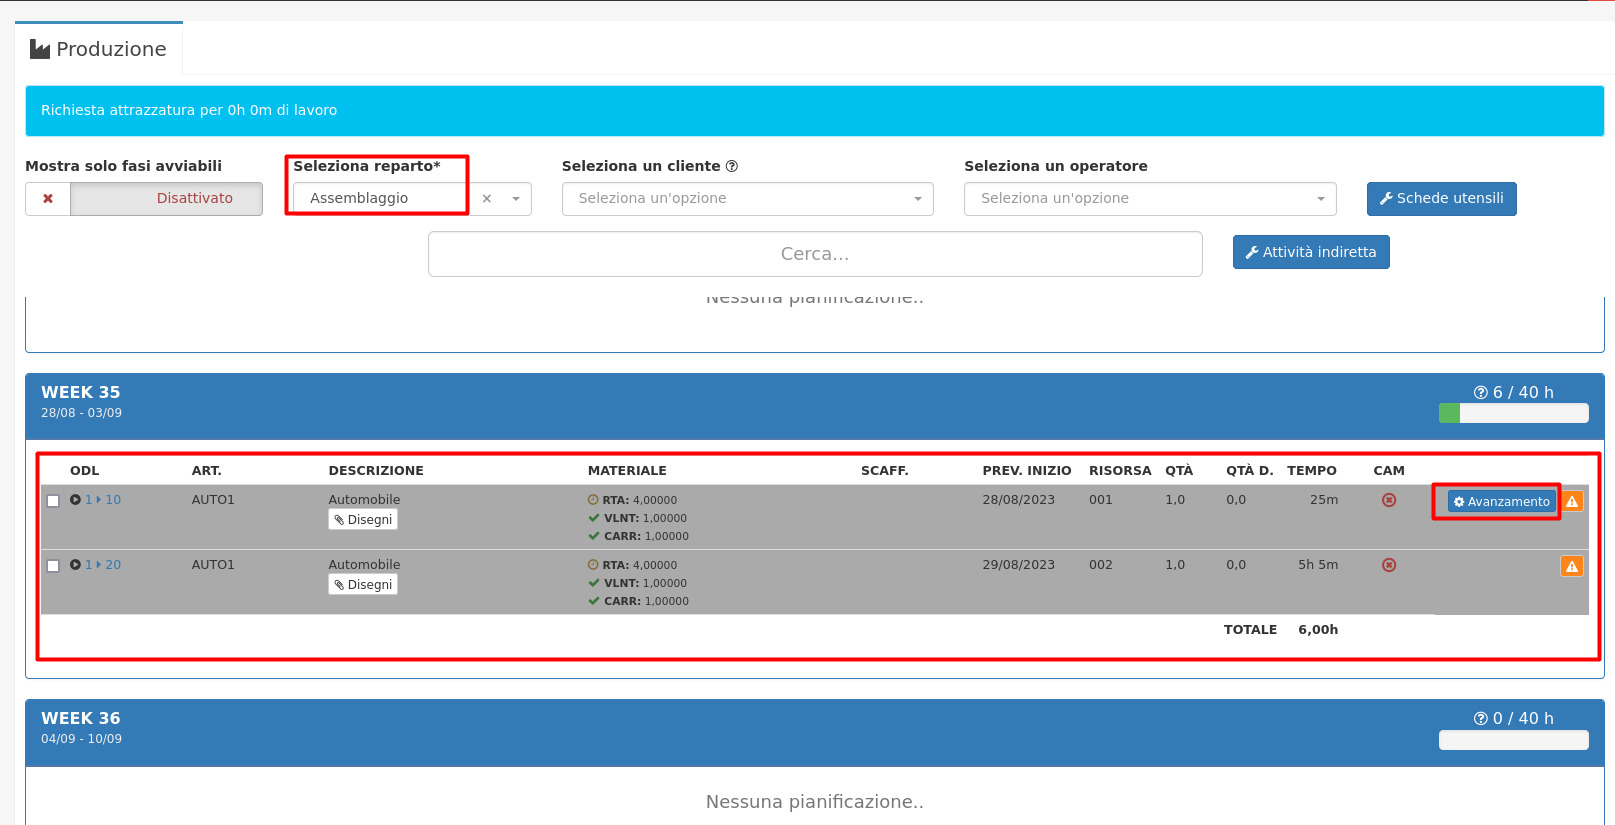 Produzione
Richiesta attrazzatura per 0h 0m di lavoro
Mostra solo fasi avviabili Seleziona reparto* Seleziona un cliente Seleziona un operatore
Disattivato Assemblaggio × Seleziona un'opzione Seleziona un'opzione Schede utensili
Cerca... Attività indiretta
Nessuna pianificazione..
WEEK 35 6 / 40 h
28/08 - 03/09
ODL ART. DESCRIZIONE MATERIALE SCAFF. PREV. INIZIO RISORSA QTÀ QTÀ D. TEMPO CAM
1 10 AUTO1 Automobile RTA: 4,00000 28/08/2023 001 1,0 0,0 25m Avanzamento
Disegni VLNT: 1,00000
CARR: 1,00000
1 20 AUTO1 Automobile RTA: 4,00000 29/08/2023 002 1,0 0,0 5h 5m
Disegni VLNT: 1,00000
CARR: 1,00000
TOTALE 6,00h
WEEK 36 0 / 40 h
04/09 - 10/09
Nessuna pianificazione..